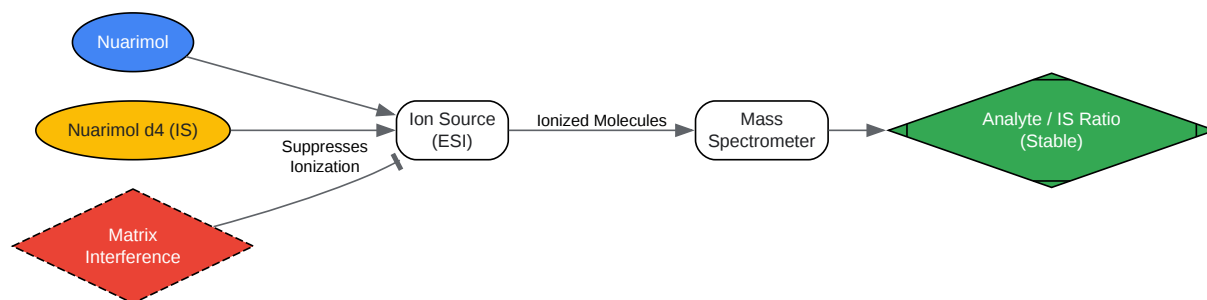 Nuarimol
Nuarimol d4 (IS)
Suppresses
Ionization
Matrix
Interference
Ion Source
(ESI)
Ionized Molecules
Mass
Spectrometer
Analyte / IS Ratio
(Stable)